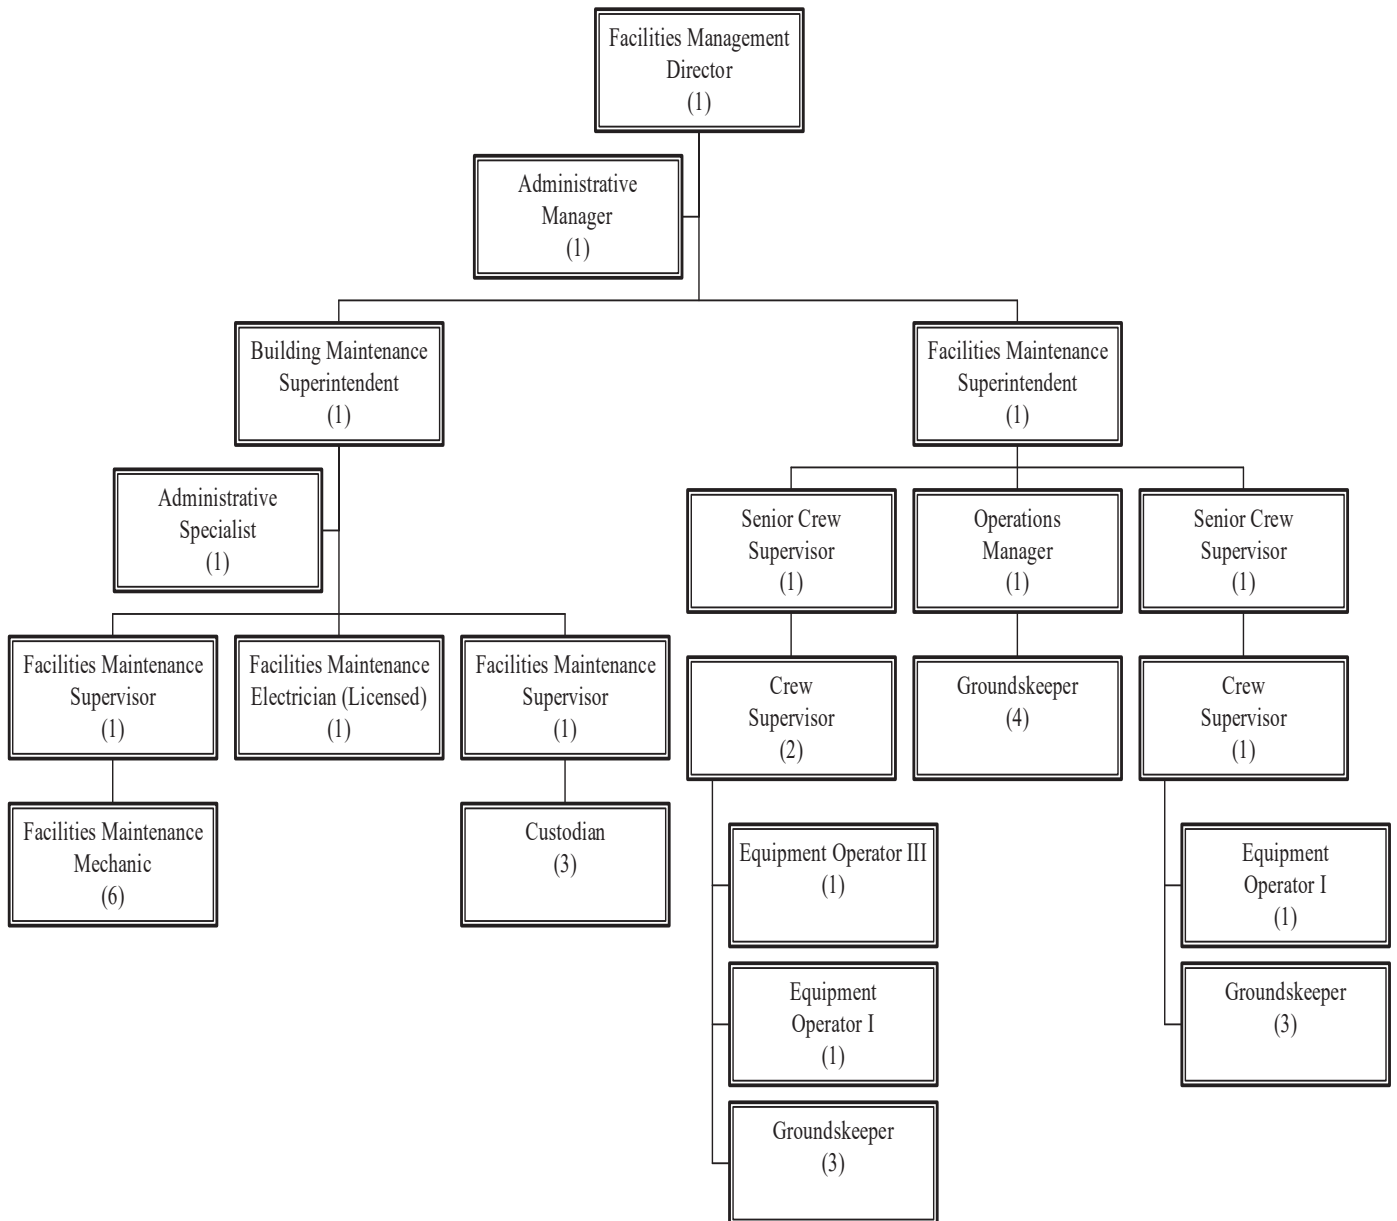 Facilities Management
Director
(1)
Administrative
Manager
(1)
Building Maintenance
Superintendent
(1)
Facilities Maintenance
Superintendent
(1)
Administrative
Specialist
(1)
Senior Crew
Supervisor
(1)
Operations
Manager
(1)
Senior Crew
Supervisor
(1)
Facilities Maintenance
Supervisor
(1)
Facilities Maintenance
Electrician (Licensed)
(1)
Facilities Maintenance
Supervisor
(1)
Crew
Supervisor
(2)
Groundskeeper
(4)
Crew
Supervisor
(1)
Facilities Maintenance
Mechanic
(6)
Custodian
(3)
Equipment Operator III
(1)
Equipment
Operator I
(1)
Equipment
Operator I
(1)
Groundskeeper
(3)
Groundskeeper
(3)